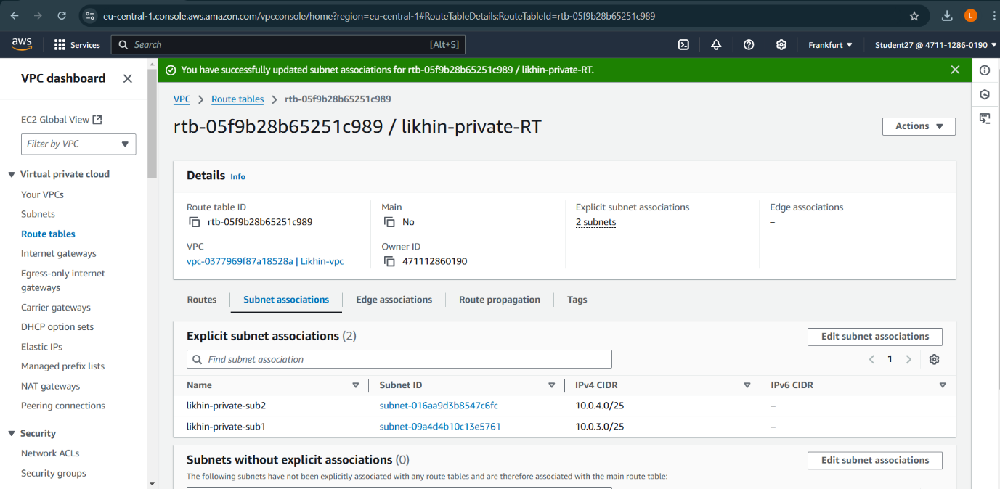 eu-central-1.console.aws.amazon.com/vpcconsole/home?region=eu-central-1#RouteTableDetails:RouteTableId=rtb-05f9b28b65251c989
L
aws
Services
Search
[Alt+S]
Frankfurt
Student27 @ 4711-1286-0190
VPC dashboard
EC2 Global View
Filter by VPC
Virtual private cloud
Your VPCs
Subnets
Route tables
Internet gateways
Egress-only internet
gateways
Carrier gateways
DHCP option sets
Elastic IPs
Managed prefix lists
NAT gateways
Peering connections
Security
Network ACLs
Security groups
You have successfully updated subnet associations for rtb-05f9b28b65251c989 / likhin-private-RT.
VPC > Route tables > rtb-05f9b28b65251c989
rtb-05f9b28b65251c989 / likhin-private-RT
Actions
Details Info
Route table ID
rtb-05f9b28b65251c989
Main
No
Explicit subnet associations
2 subnets
Edge associations
–
VPC
vpc-0377969f87a18528a | Likhin-vpc
Owner ID
471112860190
Routes
Subnet associations
Edge associations
Route propagation
Tags
Explicit subnet associations (2)
Edit subnet associations
Find subnet association
1
Name Subnet ID IPv4 CIDR IPv6 CIDR
likhin-private-sub2 subnet-016aa9d3b8547c6fc 10.0.4.0/25 –
likhin-private-sub1 subnet-09a4d4b10c13e5761 10.0.3.0/25 –
Subnets without explicit associations (0)
Edit subnet associations
The following subnets have not been explicitly associated with any route tables and are therefore associated with the main route table: